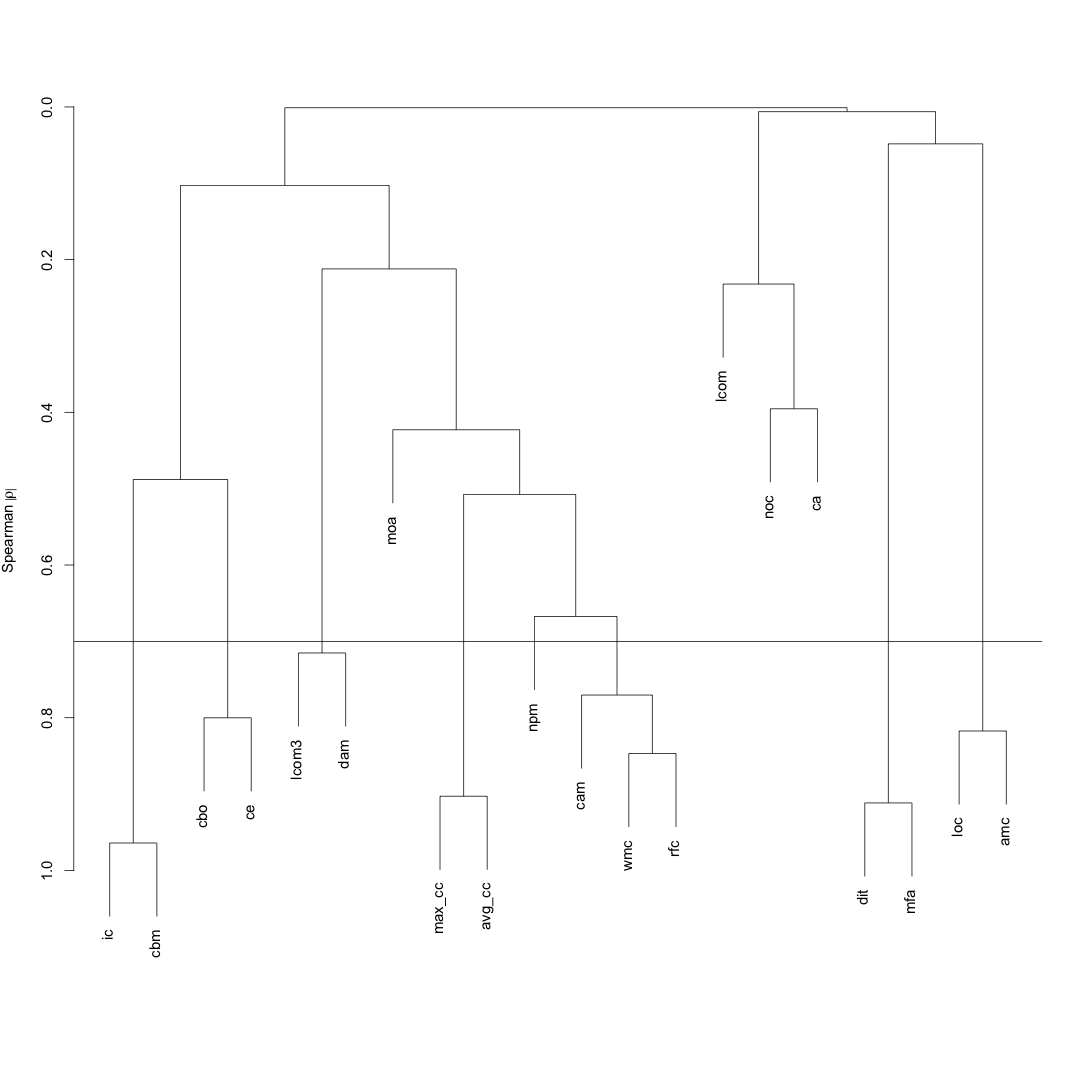 Spearman |ρ|
0.0
0.2
0.4
0.6
0.8
1.0
ic
cbm
cbo
ce
lcom3
dam
moa
max_cc
avg_cc
npm
cam
wmc
rfc
lcom
noc
ca
dit
mfa
loc
amc